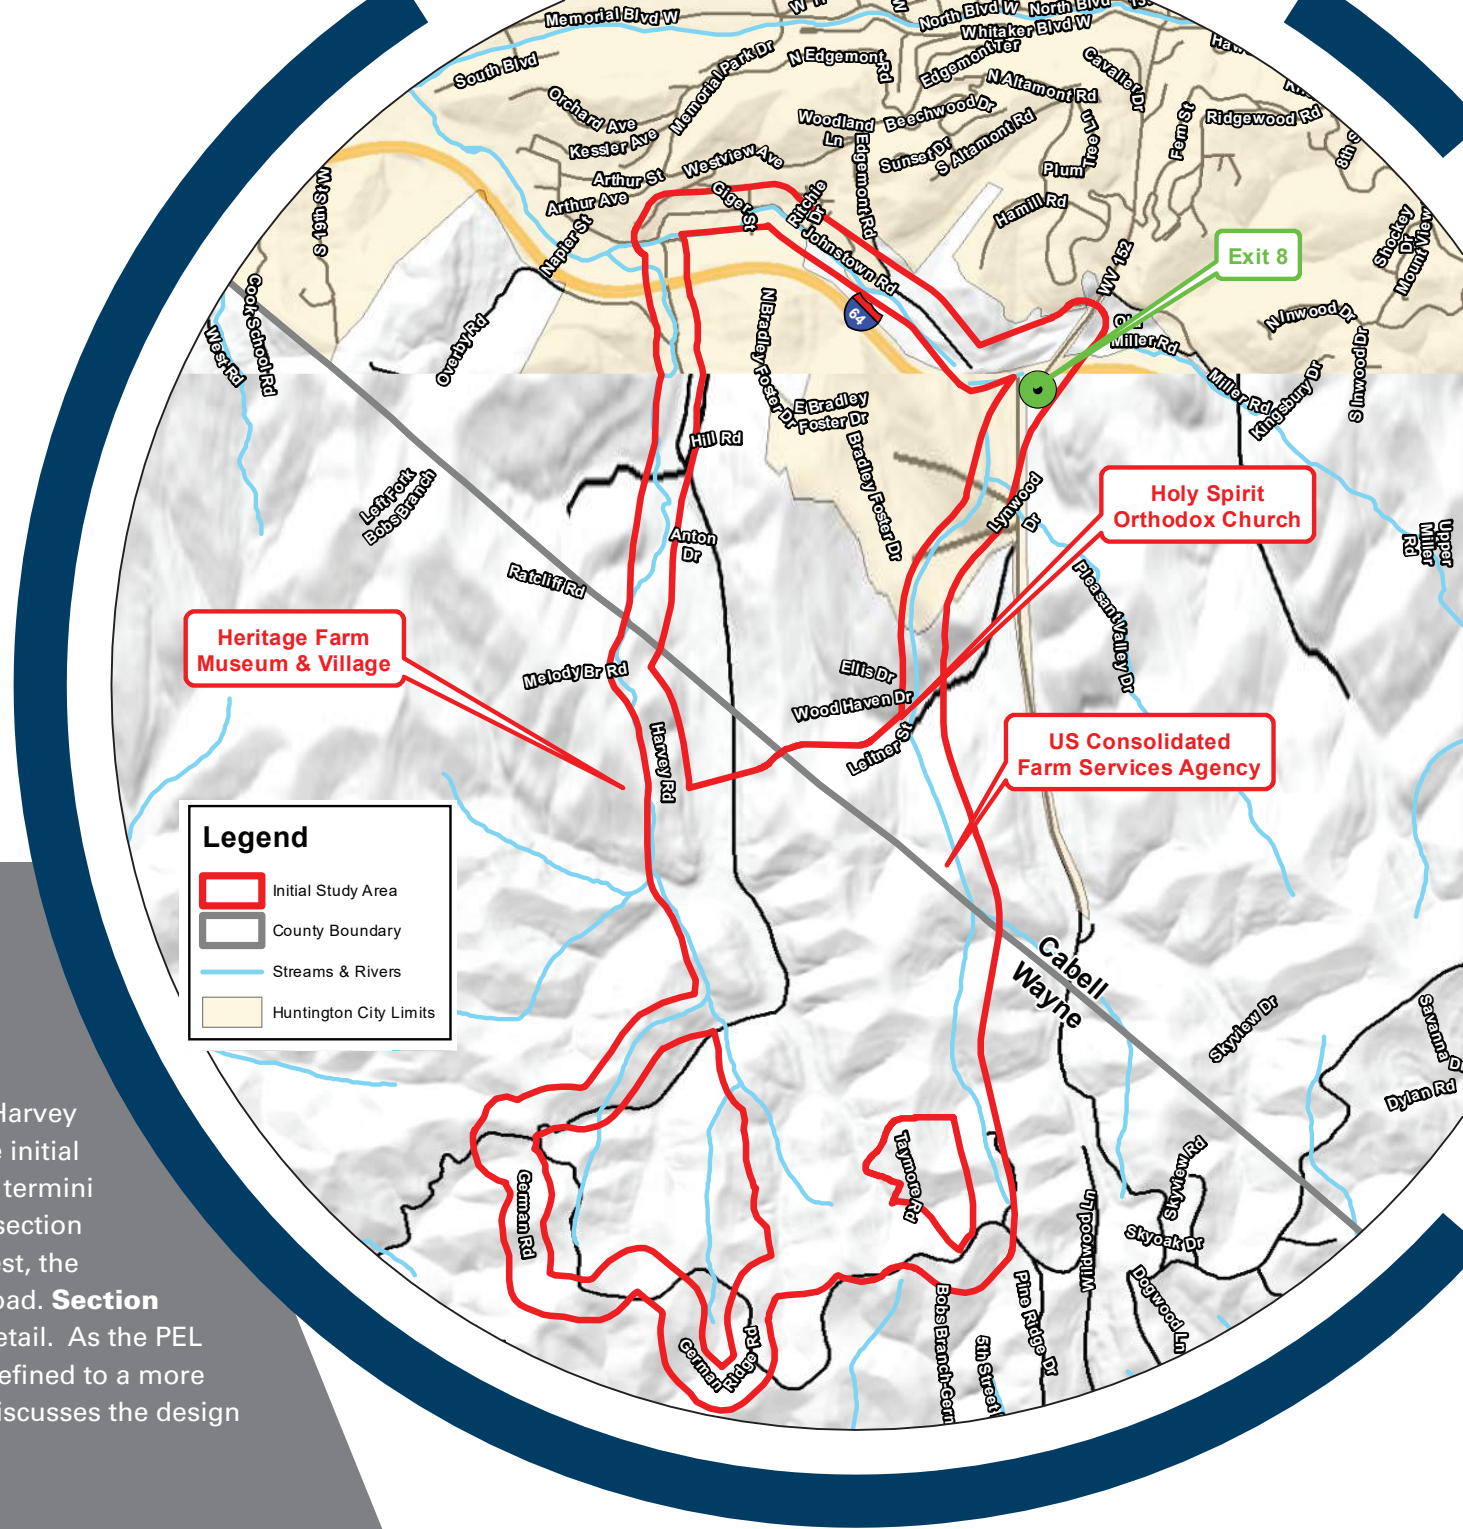 Memorial Blvd W
North Blvd W
North Blvd
Whitaker Blvd W
South Blvd
Memorial Park Dr
N Edgemont
Rd
Edgemont Ter
Cavalier Dr
N Altamont Rd
Orchard Ave
Kessler Ave
Woodland
Ln
Beechwood Dr
Sunset Dr
S Altamont Rd
Plum
Tree
Ln
Fern St
Ridgewood Rd
8th S
Westview Ave
Arthur St
Arthur Ave
Giger St
Ritchie
Dr
Edgemont Rd
Hamill Rd
S 19th St W
Napier St
Johnstown Rd
WV 152
Exit 8
Shockey
Dr
Mount View
Cook School Rd
West Rd
Overby Rd
N Bradley
Foster Dr
64
Old
Miller Rd
N Inwood Dr
S Inwood Dr
Miller Rd
Kingsbury Dr
E Bradley
Foster Dr
Hill Rd
Bradley Foster Dr
Left Fork
Bobs Branch
Lynwood
Dr
Holy Spirit
Orthodox Church
Upper
Miller
Rd
Anton
Dr
Ratcliff Rd
Pleasant Valley Dr
Heritage Farm
Museum & Village
Melody Br Rd
Ellis Dr
Wood Haven Dr
Leitner St
Harvey Rd
US Consolidated
Farm Services Agency
Legend
Initial Study Area
County Boundary
Streams & Rivers
Huntington City Limits
Cabell
Wayne
Skyview Dr
Savanna Dr
Dylan Rd
Taymore Rd
German Rd
Wildwood Ln
Skyview Rd
Skyoak Dr
Dogwood Ln
Pine Ridge Dr
Bobs Branch-Germ
5th Street
German
Ridge Rd
Harvey
initial
termini
section
est, the
oad. Section
etail. As the PEL
efined to a more
iscusses the design